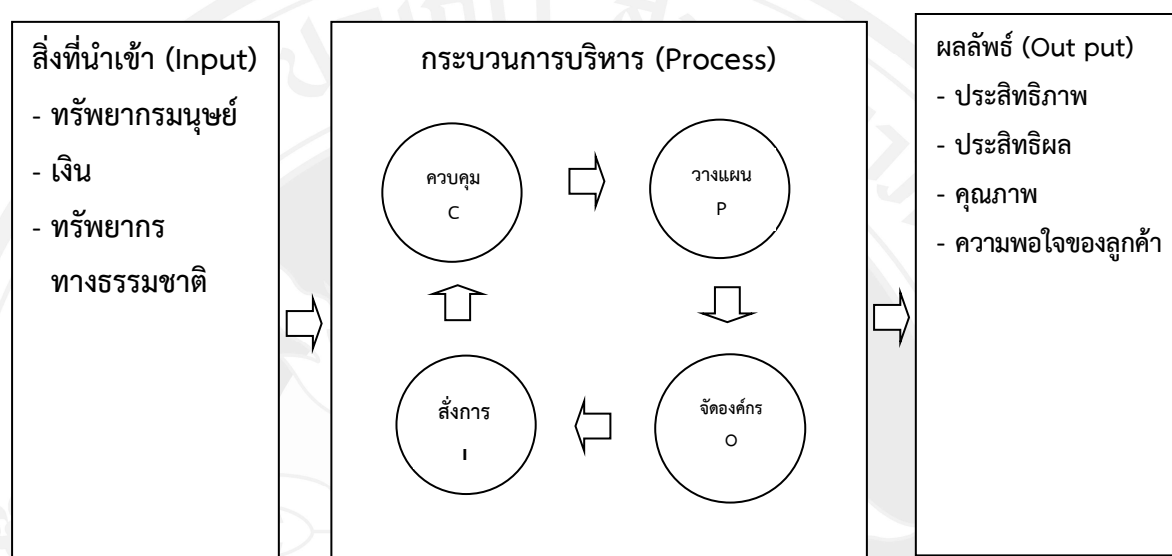 สิ่งที่นำเข้า (Input)
- ทรัพยากรมนุษย์
- เงิน
- ทรัพยากร
ทางธรรมชาติ
กระบวนการบริหาร (Process)
ควบคุม
C
วางแผน
P
สั่งการ
I
จัดองค์กร
O
ผลลัพธ์ (Out put)
- ประสิทธิภาพ
- ประสิทธิผล
- คุณภาพ
- ความพอใจของลูกค้า